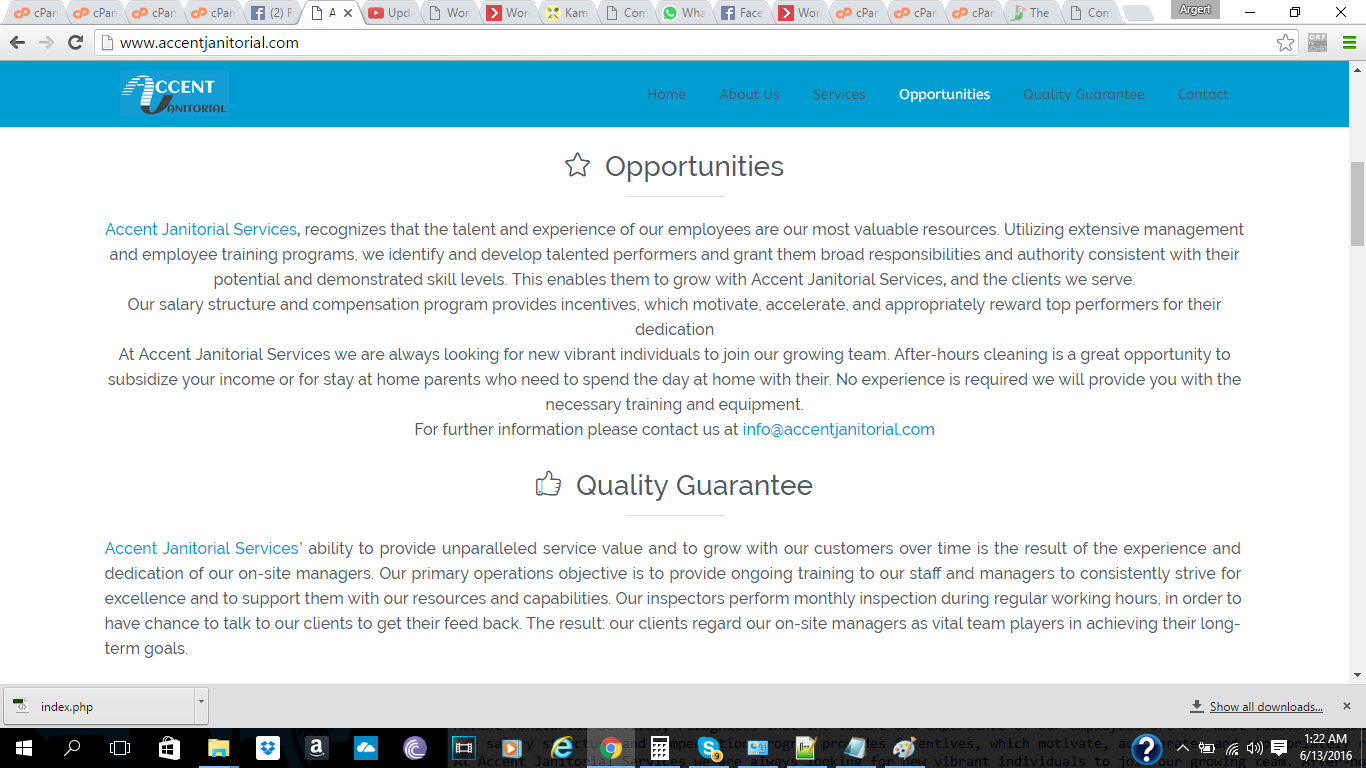 cPan cPan cPan cPan (2) F A Upd Wor Wor Kam Com Wha Face Wor cPan cPan cPan The Com Argert
www.accentjanitorial.com
ACCENT
JANITORIAL
Home About Us Services Opportunities Quality Guarantee Contact
Opportunities
Accent Janitorial Services, recognizes that the talent and experience of our employees are our most valuable resources. Utilizing extensive management
and employee training programs, we identify and develop talented performers and grant them broad responsibilities and authority consistent with their
potential and demonstrated skill levels. This enables them to grow with Accent Janitorial Services, and the clients we serve.
Our salary structure and compensation program provides incentives, which motivate, accelerate, and appropriately reward top performers for their
dedication
At Accent Janitorial Services we are always looking for new vibrant individuals to join our growing team. After-hours cleaning is a great opportunity to
subsidize your income or for stay at home parents who need to spend the day at home with their. No experience is required we will provide you with the
necessary training and equipment.
For further information please contact us at info@accentjanitorial.com
Quality Guarantee
Accent Janitorial Services' ability to provide unparalleled service value and to grow with our customers over time is the result of the experience and
dedication of our on-site managers. Our primary operations objective is to provide ongoing training to our staff and managers to consistently strive for
excellence and to support them with our resources and capabilities. Our inspectors perform monthly inspection during regular working hours, in order to
have chance to talk to our clients to get their feed back. The result: our clients regard our on-site managers as vital team players in achieving their long-
term goals.
index.php
Show all downloads...
1:22 AM
6/13/2016